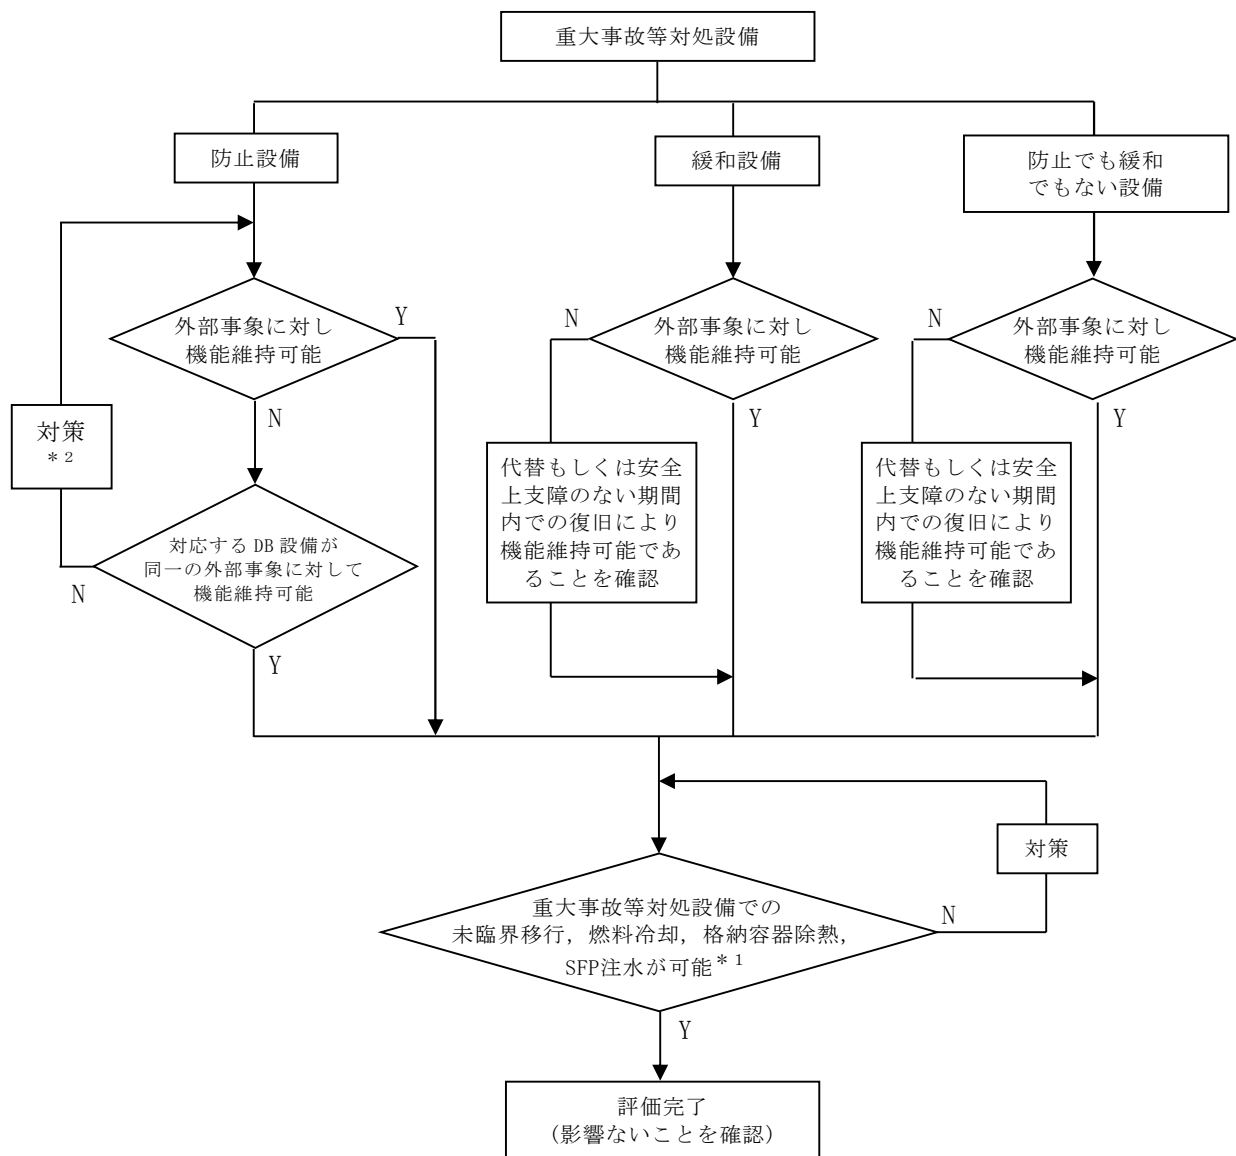 重大事故等対処設備
防止設備
緩和設備
防止でも緩和
でもない設備
外部事象に対し
機能維持可能
Y
N
外部事象に対し
機能維持可能
N
Y
外部事象に対し
機能維持可能
N
Y
対策
＊２
対応する DB 設備が
同一の外部事象に対して
機能維持可能
N
Y
代替もしくは安全
上支障のない期間
内での復旧により
機能維持可能であ
ることを確認
代替もしくは安全
上支障のない期間
内での復旧により
機能維持可能であ
ることを確認
対策
重大事故等対処設備での
未臨界移行，燃料冷却，格納容器除熱，
SFP注水が可能＊１
N
Y
評価完了
（影響ないことを確認）